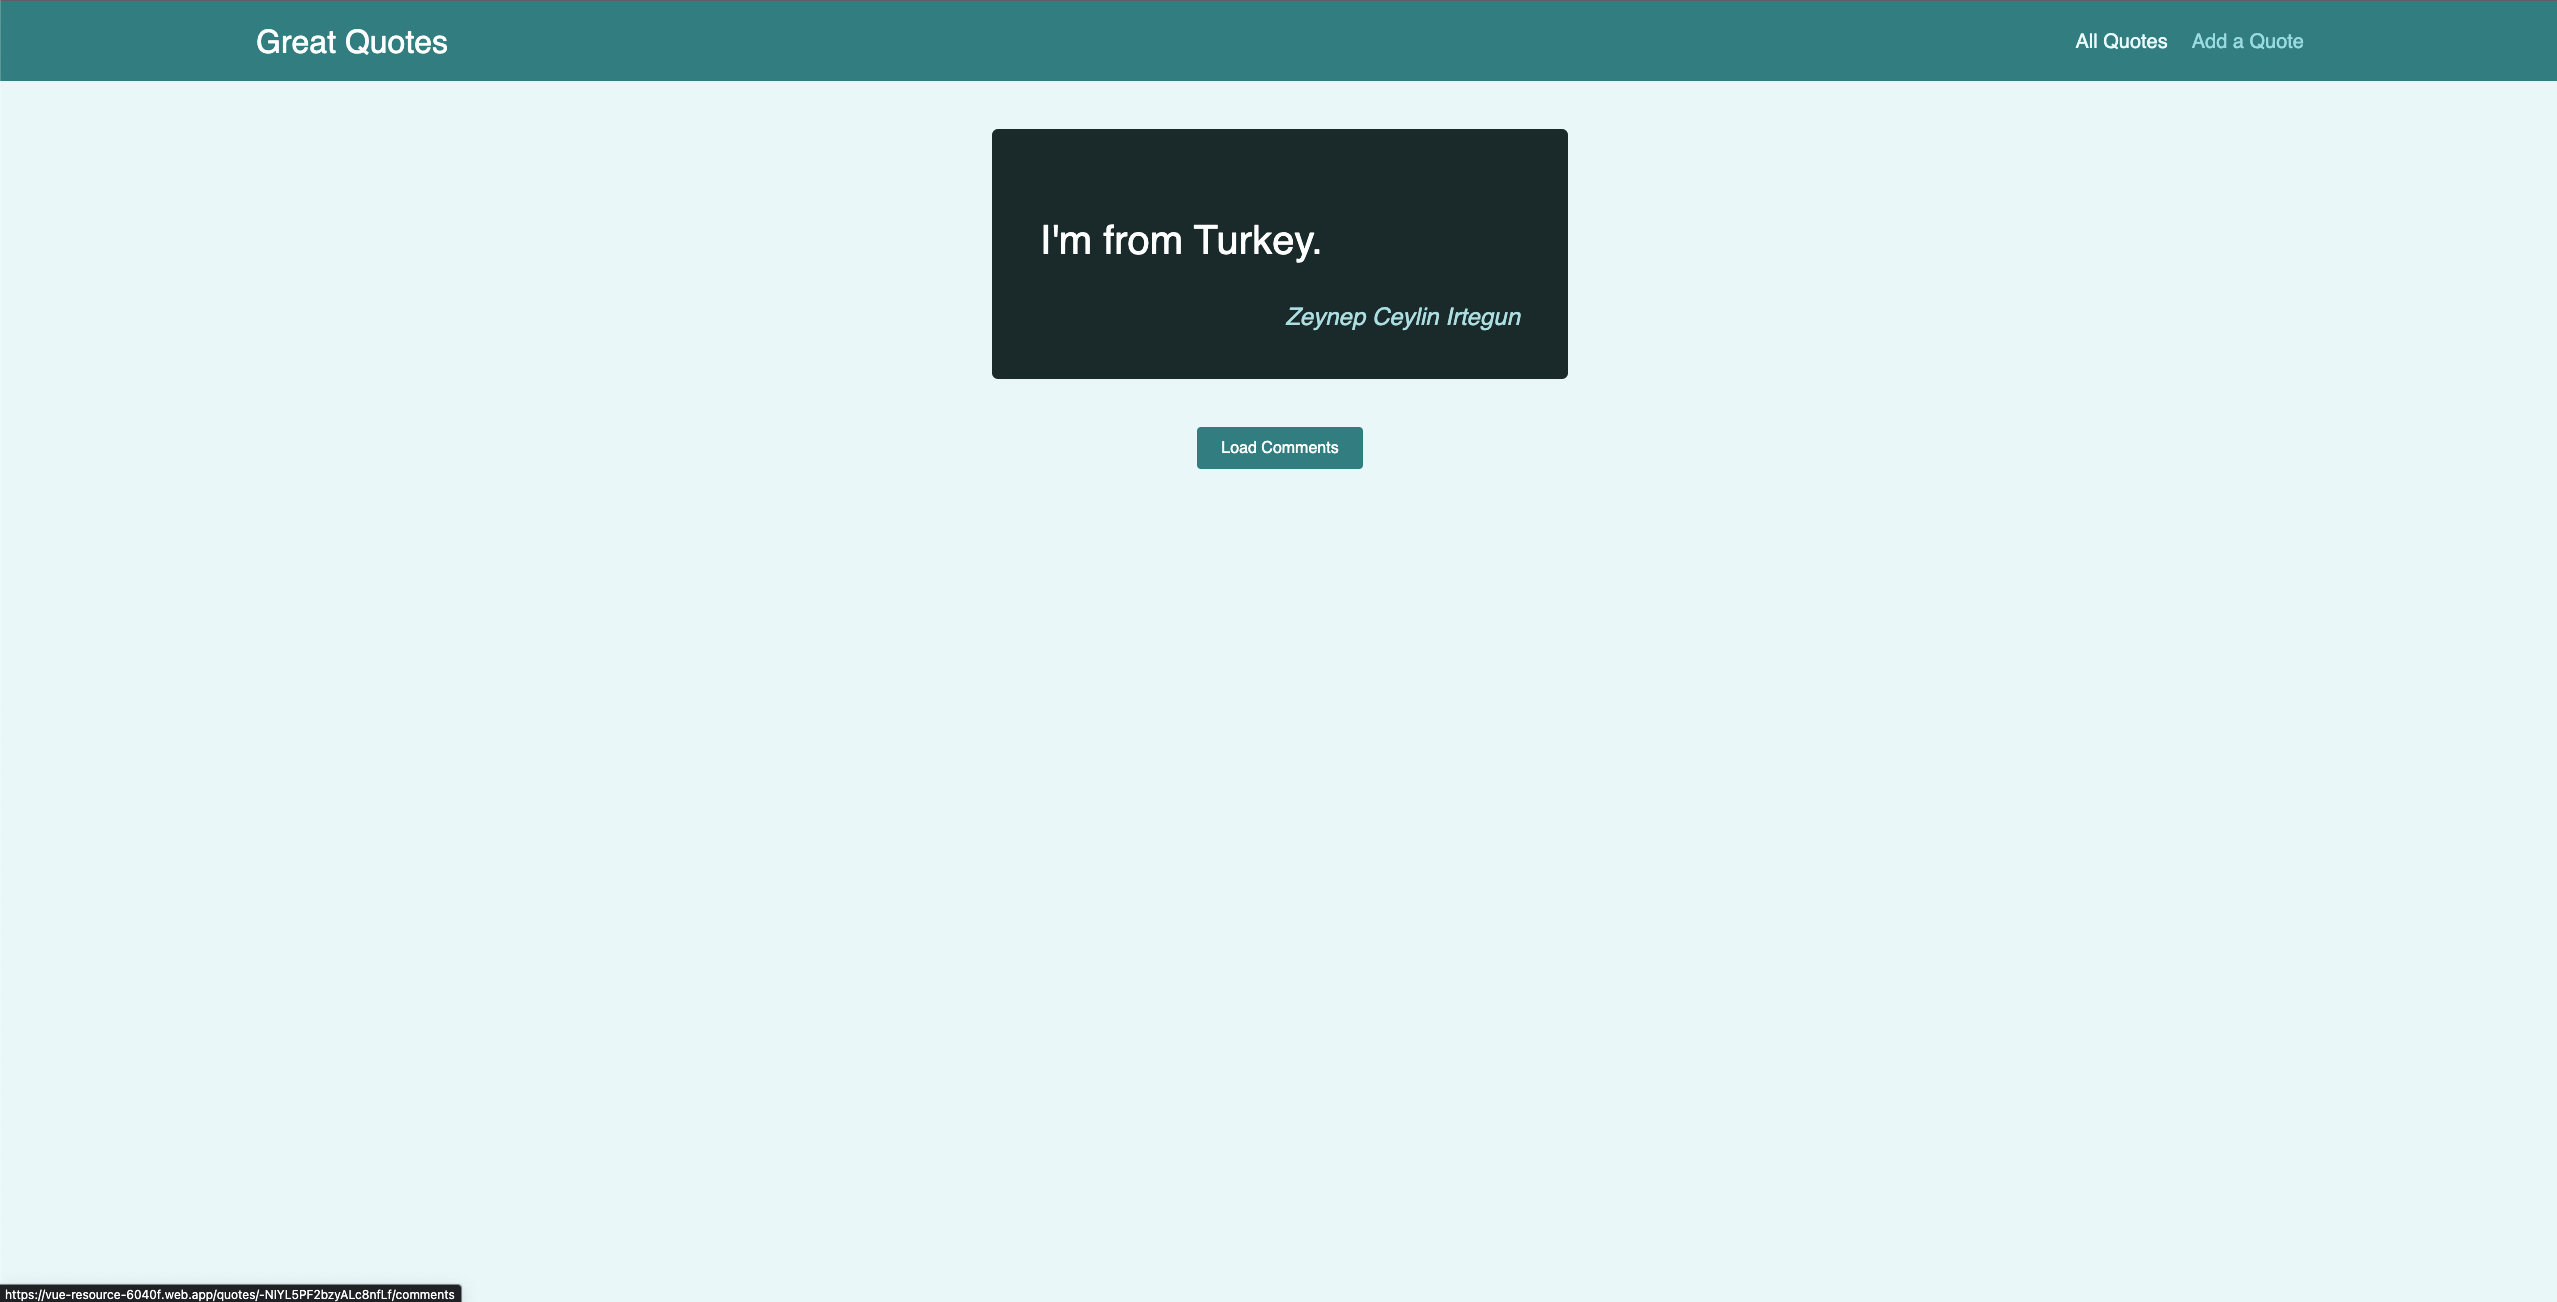 Great Quotes
All Quotes
Add a Quote
I'm from Turkey.
Zeynep Ceylin Irtegun
Load Comments
https://vue-resource-6040f.web.app/quotes/-NIYL5PF2bzyALc8nfLf/comments